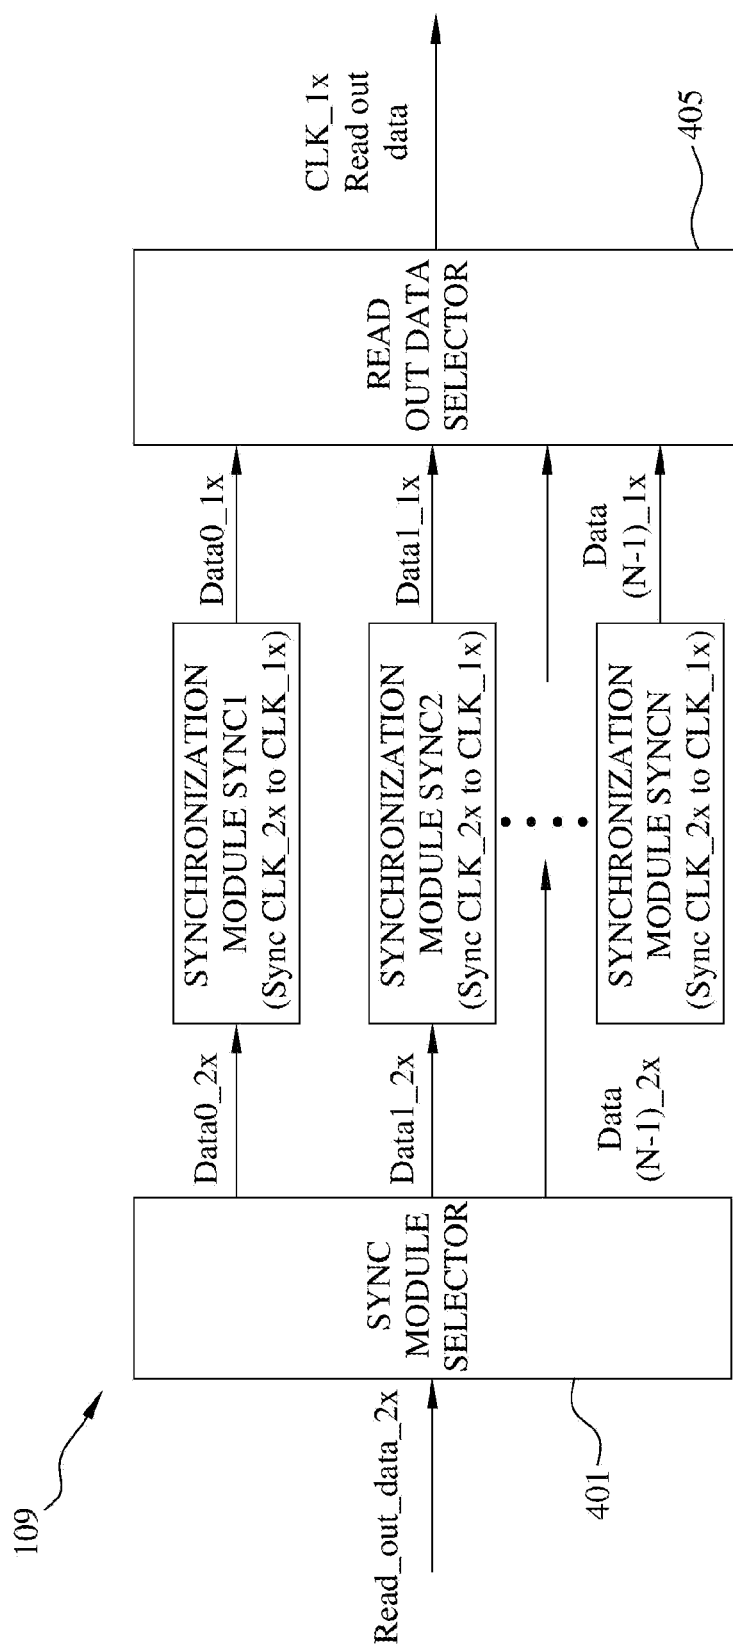 109
Read_out_data_2x
SYNC
MODULE
SELECTOR
401
Data0_2x
Data1_2x
Data
(N-1)_2x
SYNCHRONIZATION
MODULE SYNC1
(Sync CLK_2x to CLK_1x)
SYNCHRONIZATION
MODULE SYNC2
(Sync CLK_2x to CLK_1x)
SYNCHRONIZATION
MODULE SYNCN
(Sync CLK_2x to CLK_1x)
Data0_1x
Data1_1x
Data
(N-1)_1x
READ
OUT DATA
SELECTOR
405
CLK_1x
Read out
data